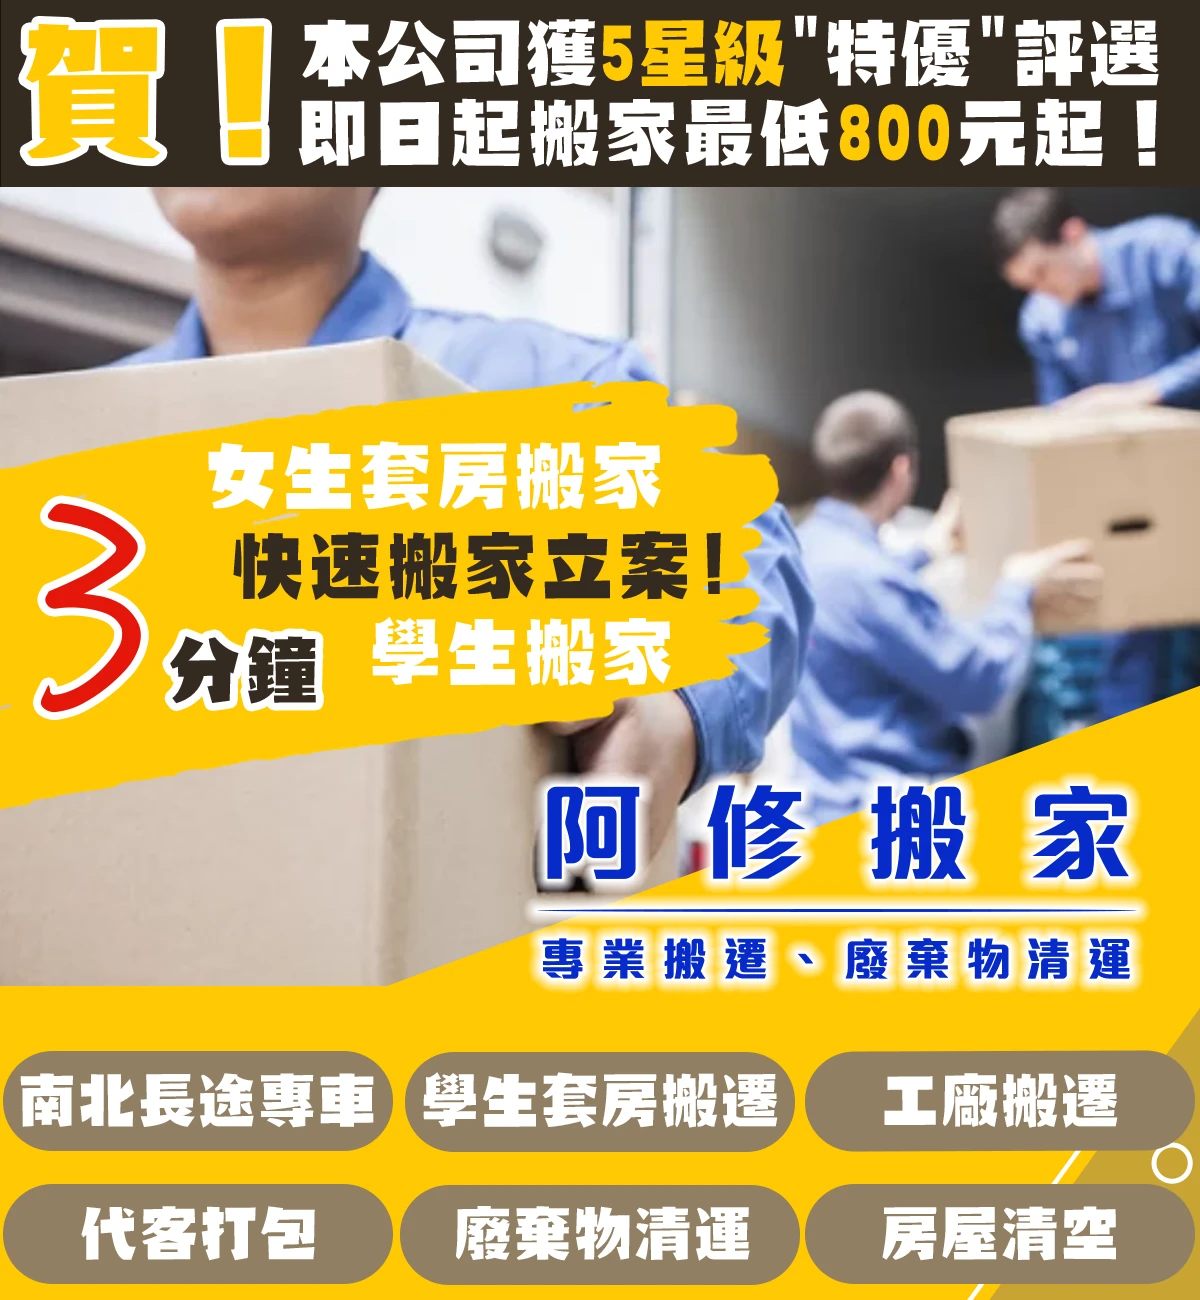 賀！
本公司獲5星級"特優"評選
即日起搬家最低800元起！
女生套房搬家
快速搬家立案！
3分鐘
學生搬家
阿修搬家
專業搬遷、廢棄物清運
南北長途專車
學生套房搬遷
工廠搬遷
代客打包
廢棄物清運
房屋清空